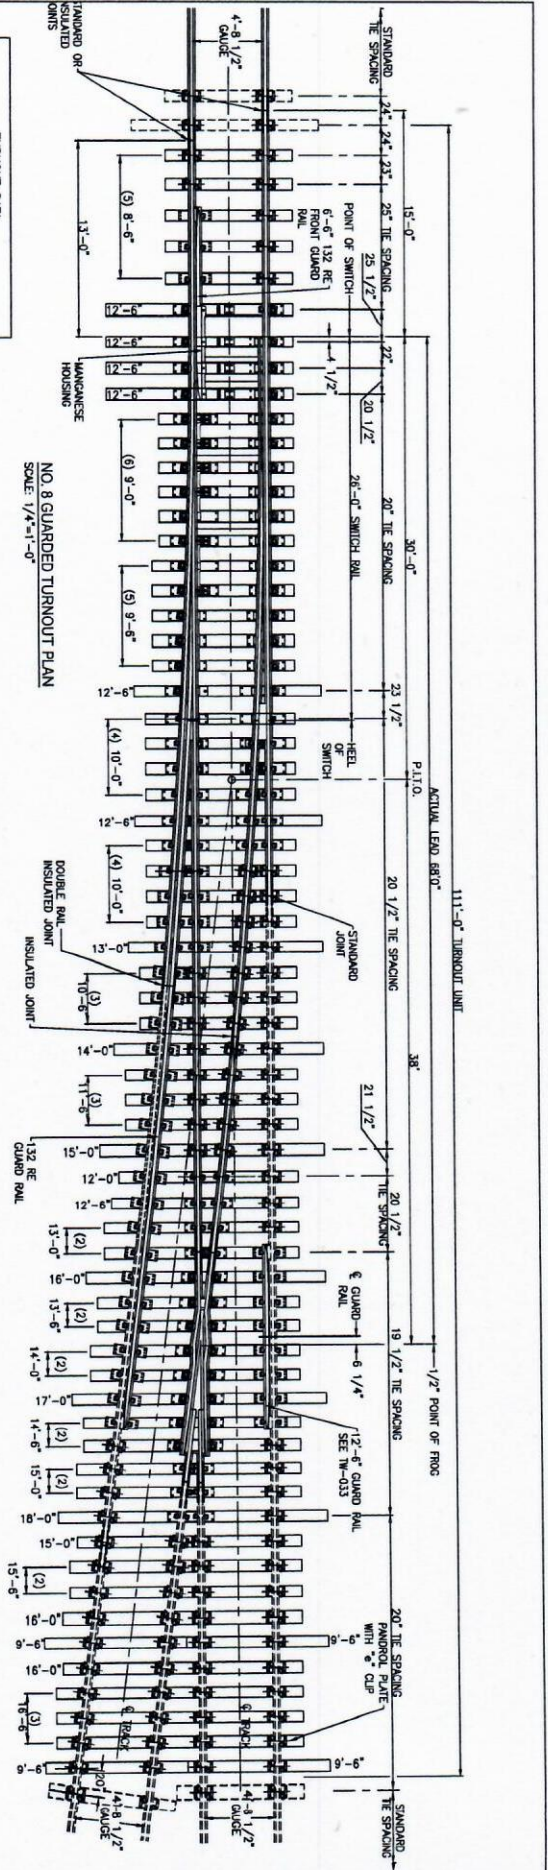 STANDARD
TIE SPACING
24"
24"
23"
25" TIE SPACING
25 1/2"
22"
20 1/2"
20" TIE SPACING
23 1/2"
20 1/2" TIE SPACING
21 1/2"
20 1/2"
TIE SPACING
19 1/2" TIE SPACING
20" TIE SPACING
STANDARD
TIE SPACING
111'-0" TURNOUT UNIT
15'-0"
ACTUAL LEAD 68'0"
1/2" POINT OF FROG
30'-0"
P.I.T.O.
38'
4'-8 1/2"
GAUGE
POINT OF SWITCH
6'-6" 132 RE
FRONT GUARD
RAIL
4 1/2"
26'-0" SWITCH RAIL
HEEL
OF
SWITCH
STANDARD
JOINT
℄ GUARD
RAIL
6 1/4"
12'-6" GUARD RAIL
SEE TW-033
PANDROL PLATE
WITH "e" CLIP
STANDARD OR
INSULATED
JOINTS
13'-0"
(5) 8'-6"
12'-6"
12'-6"
12'-6"
12'-6"
MANGANESE
HOUSING
(6) 9'-0"
(5) 9'-6"
12'-6"
(4) 10'-0"
12'-6"
(4) 10'-0"
13'-0"
(3)
10'-6"
14'-0"
(3)
11'-6"
15'-0"
12'-0"
12'-6"
(2)
13'-0"
16'-0"
(2)
13'-6"
(2)
14'-0"
17'-0"
(2)
14'-6"
(2)
15'-0"
18'-0"
15'-0"
(2)
15'-6"
16'-0"
9'-6"
9'-6"
16'-0"
(3)
16'-6"
9'-6"
9'-6"
20"
℄ TRACK
℄ TRACK
4'-8 1/2"
GAUGE
4'-8 1/2"
GAUGE
DOUBLE RAIL
INSULATED JOINT
INSULATED JOINT
132 RE
GUARD RAIL
NO. 8 GUARDED TURNOUT PLAN
SCALE: 1/4"=1'-0"